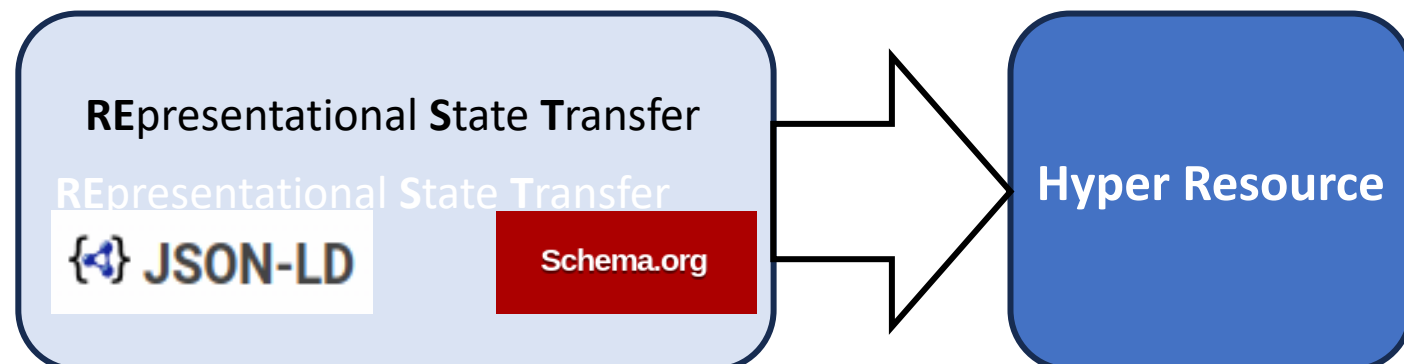 REpresentational State Transfer
REpresentational State Transfer
JSON-LD
Schema.org
Hyper Resource